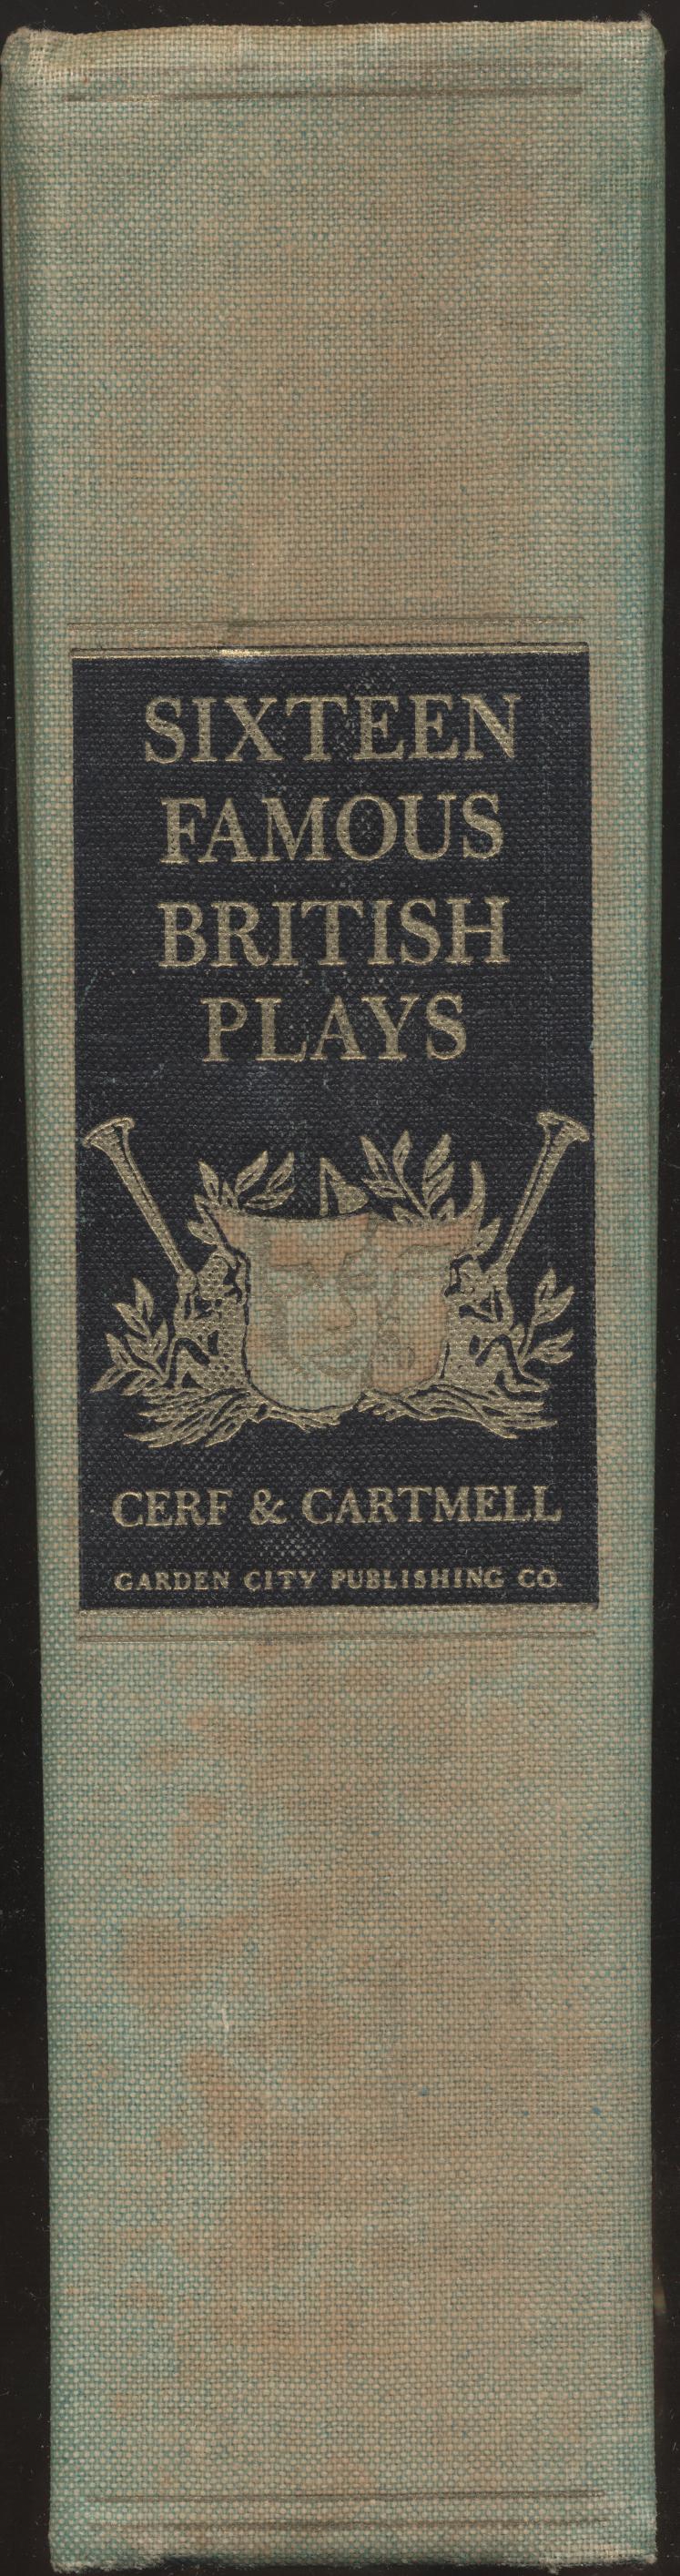 SIXTEEN
FAMOUS
BRITISH
PLAYS
CERF & CARTMELL
GARDEN CITY PUBLISHING CO.